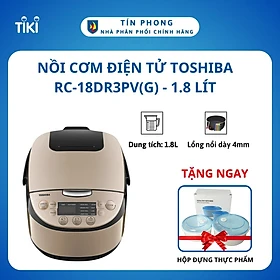 TIKI
TÍN PHONG
NHÀ PHÂN PHỐI CHÍNH HÃNG
NỒI CƠM ĐIỆN TỬ TOSHIBA
RC-18DR3PV(G) - 1.8 LÍT
Dung tích: 1.8L
Lồng nồi dày 4mm
TẶNG NGAY
TOSHIBA
HỘP ĐỰNG THỰC PHẨM